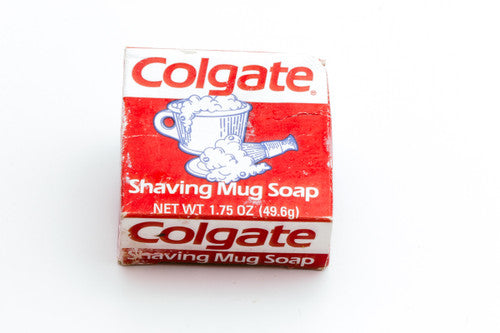 Colgate®
Shaving Mug Soap
NET WT 1.75 OZ (49.6g)
Colgate
Shaving Mug Soap